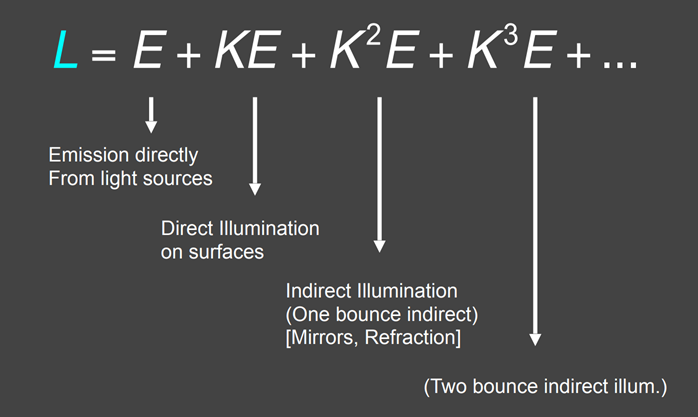 L = E + KE + K²E + K³E + ...
Emission directly
From light sources
Direct Illumination
on surfaces
Indirect Illumination
(One bounce indirect)
[Mirrors, Refraction]
(Two bounce indirect illum.)